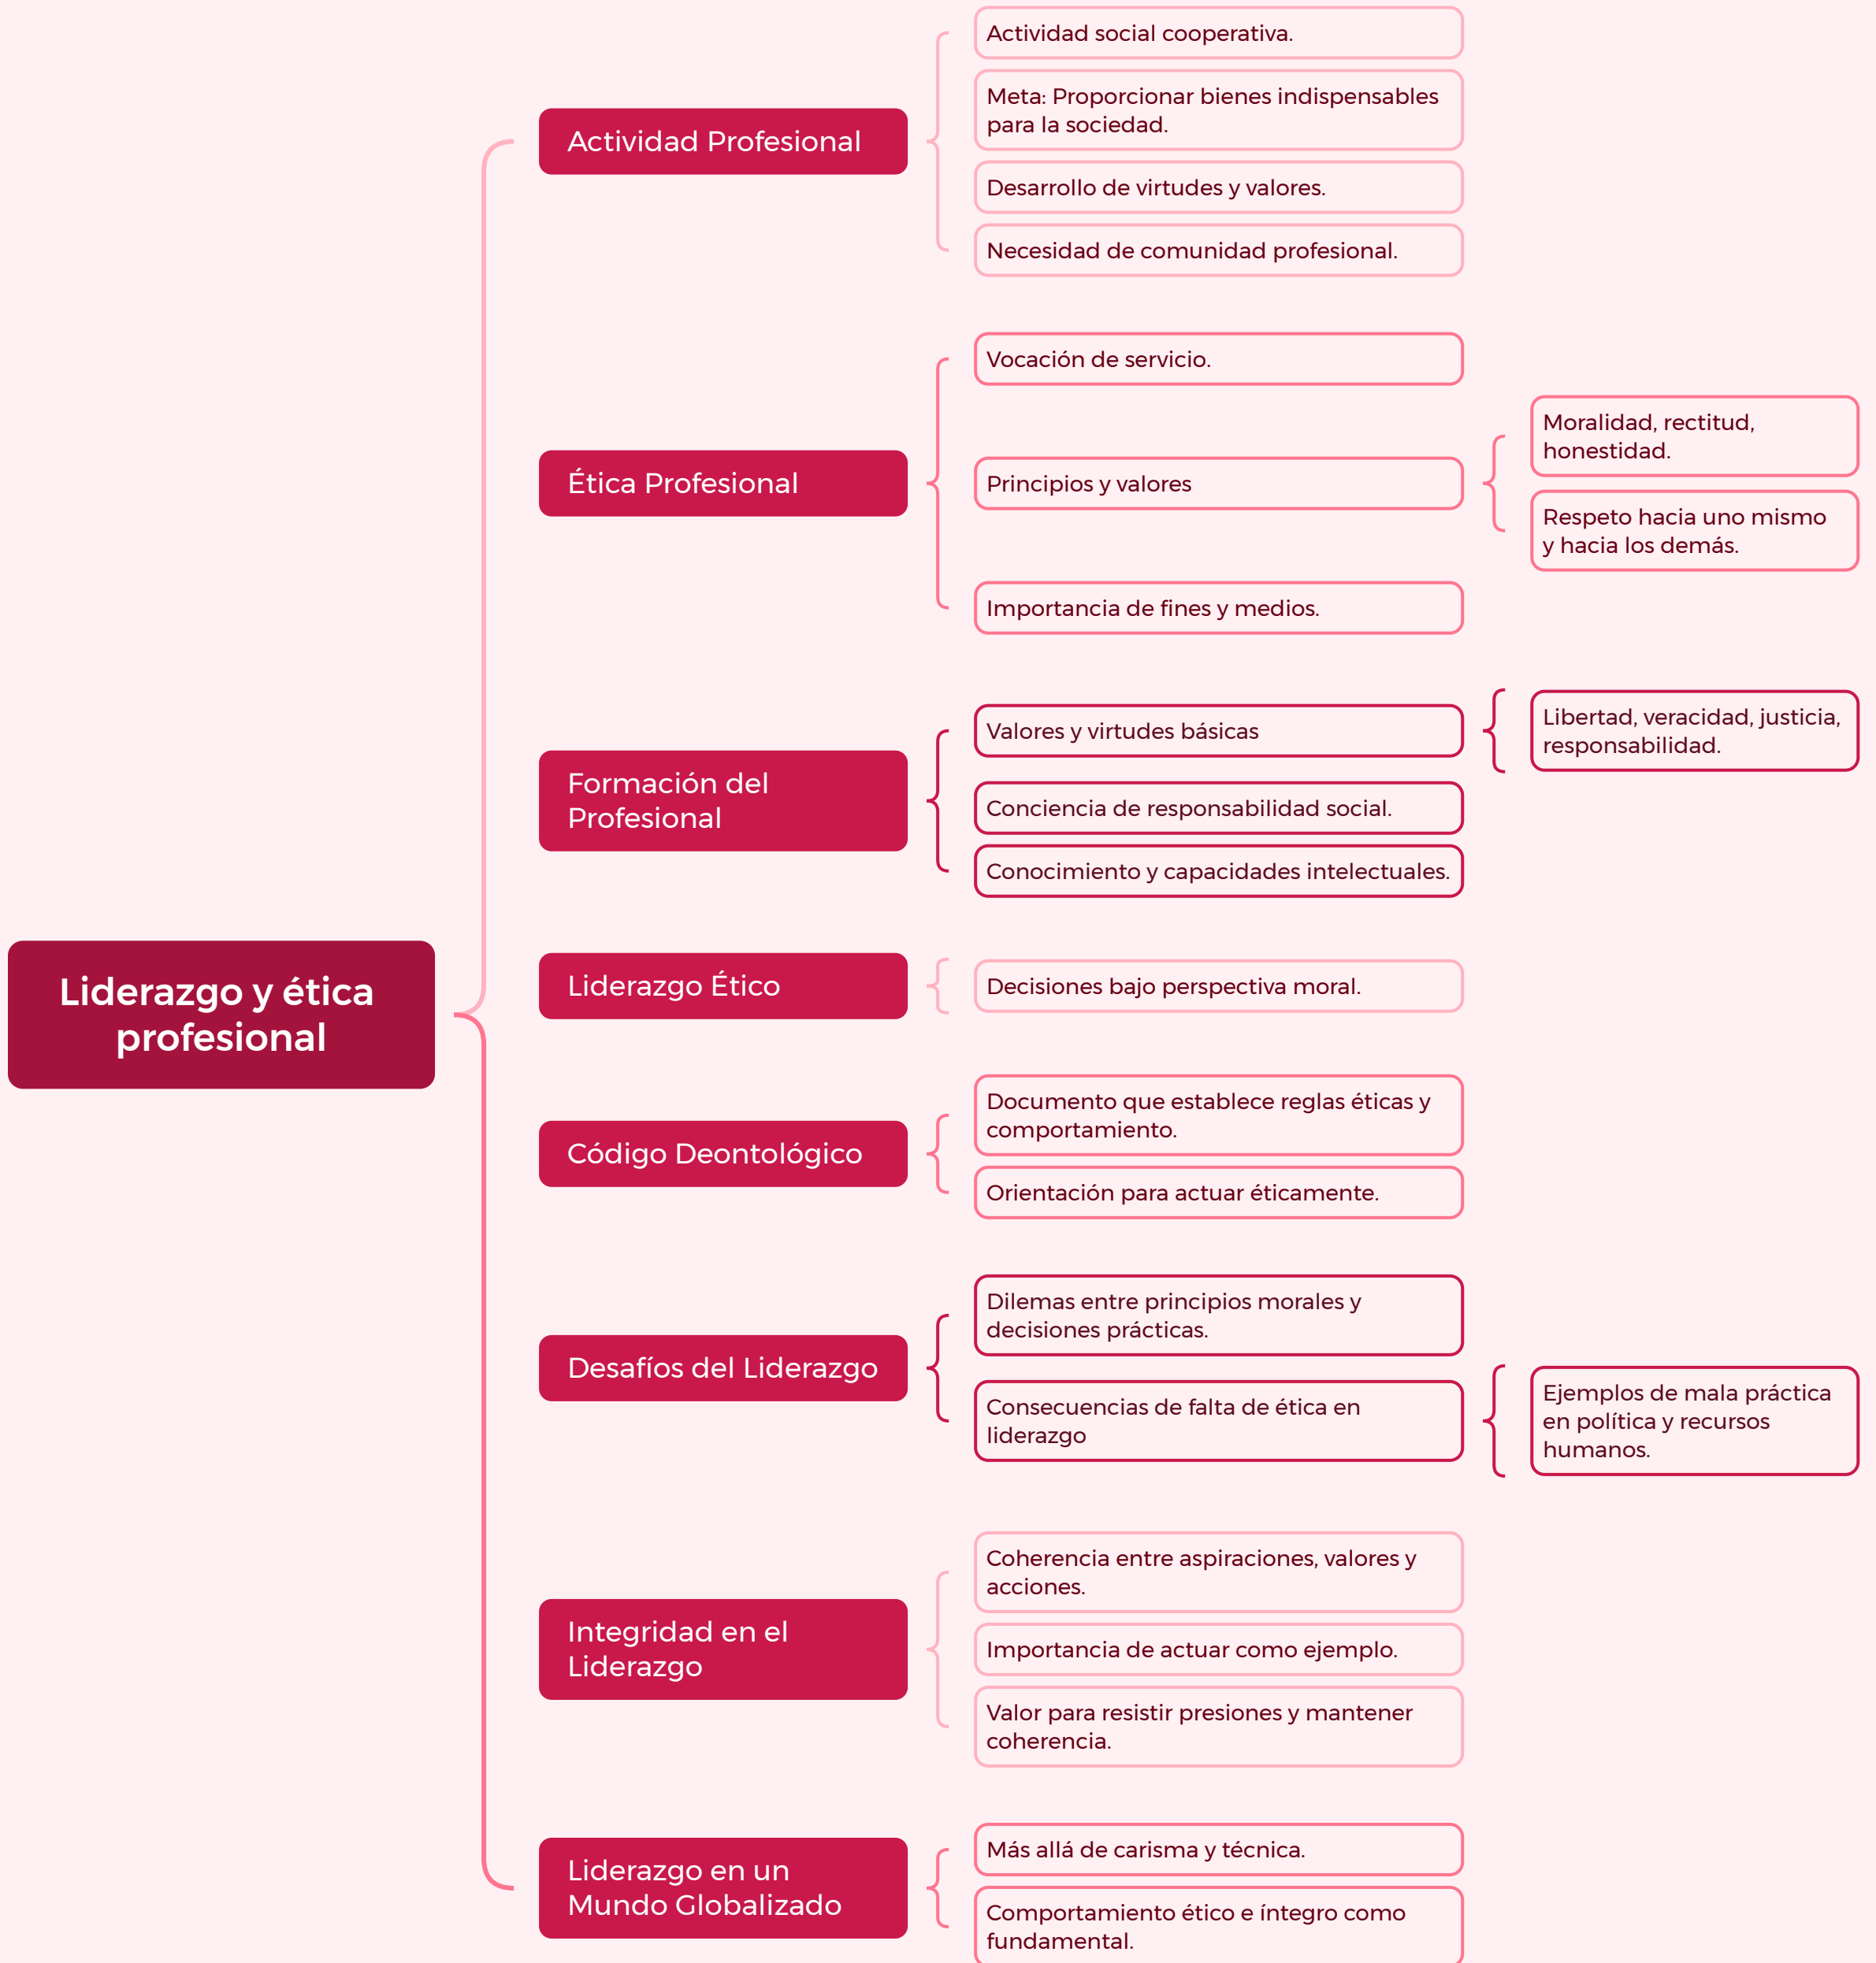 Liderazgo y ética
profesional
Actividad Profesional
Actividad social cooperativa.
Meta: Proporcionar bienes indispensables
para la sociedad.
Desarrollo de virtudes y valores.
Necesidad de comunidad profesional.
Ética Profesional
Vocación de servicio.
Principios y valores
Moralidad, rectitud,
honestidad.
Respeto hacia uno mismo
y hacia los demás.
Importancia de fines y medios.
Formación del
Profesional
Valores y virtudes básicas
Libertad, veracidad, justicia,
responsabilidad.
Conciencia de responsabilidad social.
Conocimiento y capacidades intelectuales.
Liderazgo Ético
Decisiones bajo perspectiva moral.
Código Deontológico
Documento que establece reglas éticas y
comportamiento.
Orientación para actuar éticamente.
Desafíos del Liderazgo
Dilemas entre principios morales y
decisiones prácticas.
Consecuencias de falta de ética en
liderazgo
Ejemplos de mala práctica
en política y recursos
humanos.
Integridad en el
Liderazgo
Coherencia entre aspiraciones, valores y
acciones.
Importancia de actuar como ejemplo.
Valor para resistir presiones y mantener
coherencia.
Liderazgo en un
Mundo Globalizado
Más allá de carisma y técnica.
Comportamiento ético e íntegro como
fundamental.